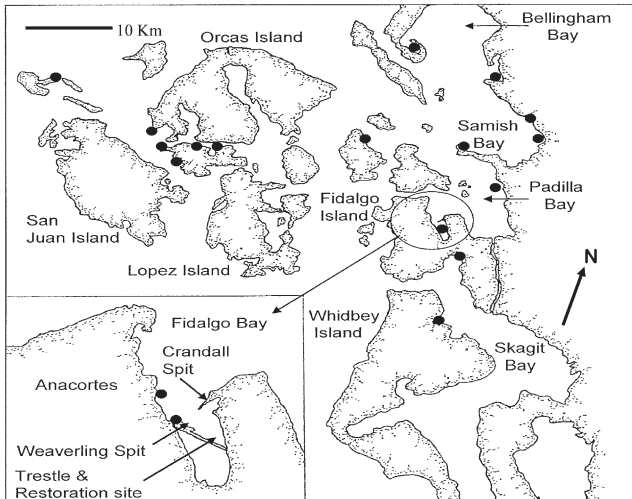 10 Km
Orcas Island
Bellingham
Bay
Samish
Bay
Padilla
Bay
Fidalgo
Island
San
Juan Island
Lopez Island
N
Whidbey
Island
Skagit
Bay
Fidalgo Bay
Crandall
Spit
Anacortes
Weaverling Spit
Trestle &
Restoration site